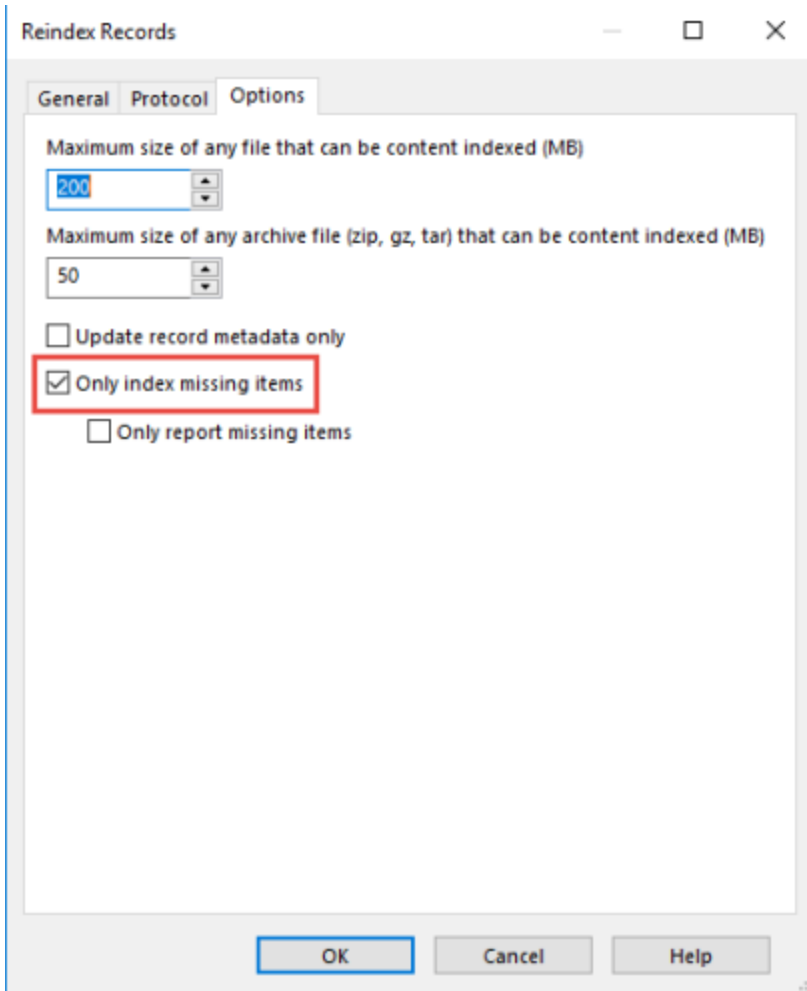 Reindex Records
General Protocol Options
Maximum size of any file that can be content indexed (MB)
200
Maximum size of any archive file (zip, gz, tar) that can be content indexed (MB)
50
Update record metadata only
Only index missing items
Only report missing items
OK Cancel Help